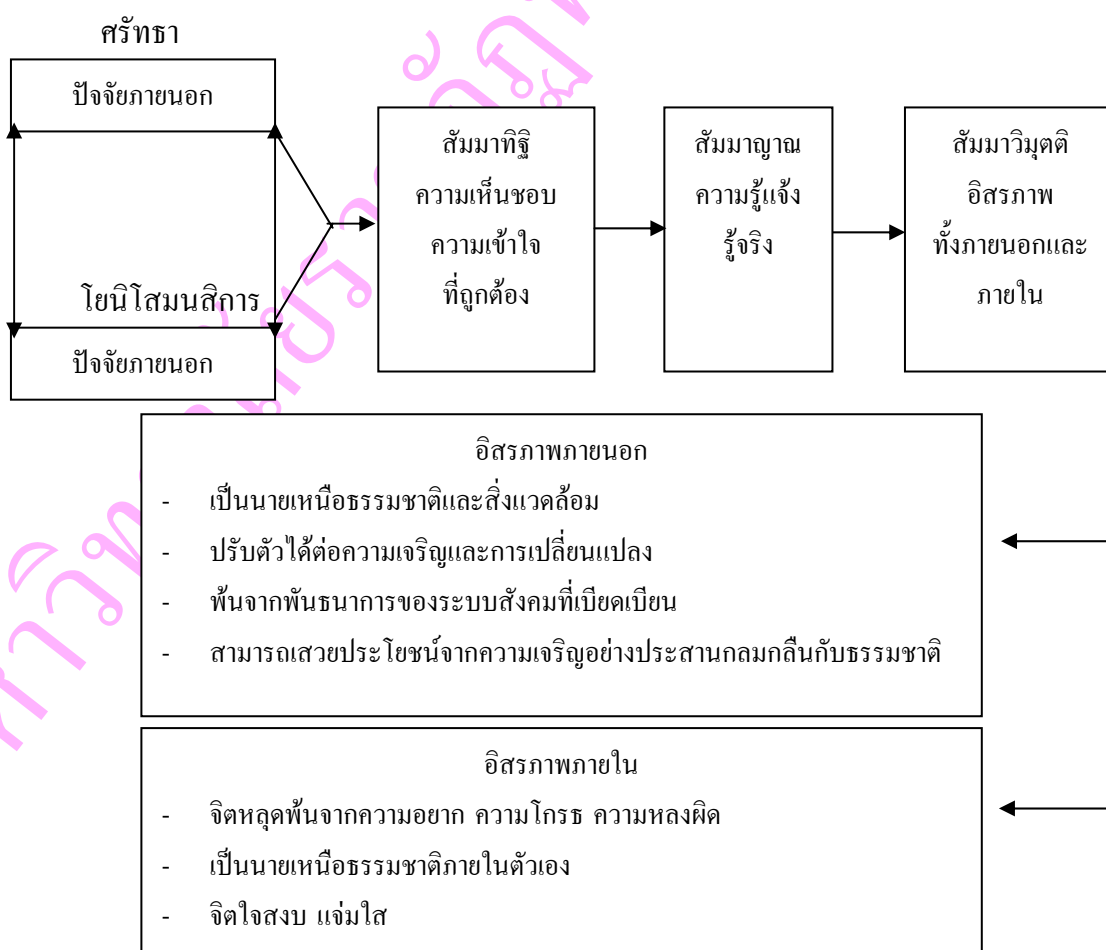 ศรัทธา
ปัจจัยภายนอก
โยนิโสมนสิการ
ปัจจัยภายนอก
สัมมาทิฐิ
ความเห็นชอบ
ความเข้าใจ
ที่ถูกต้อง
สัมมาญาณ
ความรู้แจ้ง
รู้จริง
สัมมาวิมุตติ
อิสรภาพ
ทั้งภายนอกและ
ภายใน
อิสรภาพภายนอก
- เป็นนายเหนือธรรมชาติและสิ่งแวดล้อม
- ปรับตัวได้ต่อความเจริญและการเปลี่ยนแปลง
- พ้นจากพันธนาการของระบบสังคมที่เบียดเบียน
- สามารถเสวยประโยชน์จากความเจริญอย่างประสานกลมกลืนกับธรรมชาติ
อิสรภาพภายใน
- จิตหลุดพ้นจากความอยาก ความโกรธ ความหลงผิด
- เป็นนายเหนือธรรมชาติภายในตัวเอง
- จิตใจสงบ แจ่มใส